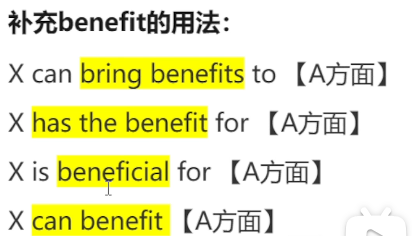 补充benefit的用法：
X can bring benefits to 【A方面】
X has the benefit for 【A方面】
X is beneficial for 【A方面】
X can benefit 【A方面】